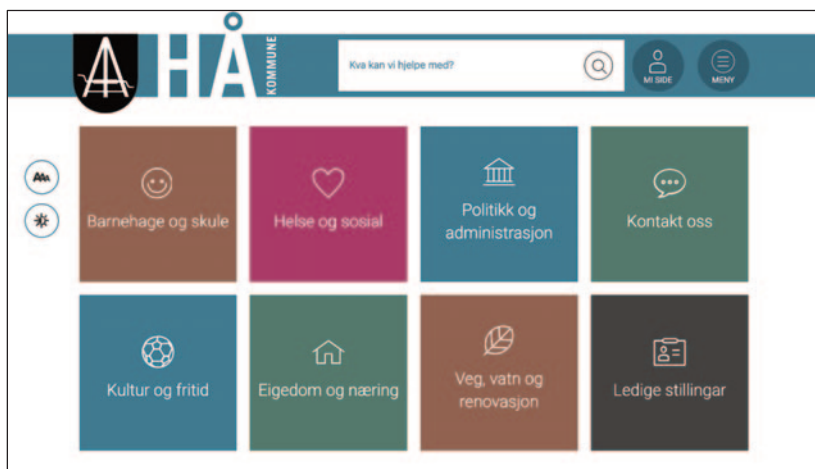 HÅ
KOMMUNE
Kva kan vi hjelpe med?
MI SIDE
MENY
AAA
Barnehage og skule
Helse og sosial
Politikk og
administrasjon
Kontakt oss
Kultur og fritid
Eigedom og næring
Veg, vatn og
renovasjon
Ledige stillingar